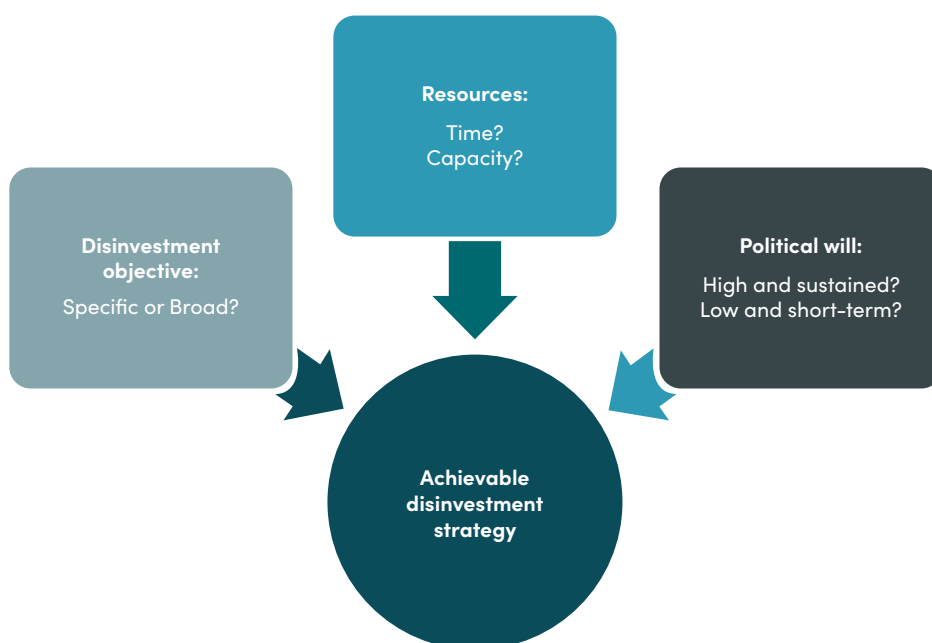 Resources:
Time?
Capacity?
Disinvestment
objective:
Specific or Broad?
Political will:
High and sustained?
Low and short-term?
Achievable
disinvestment
strategy